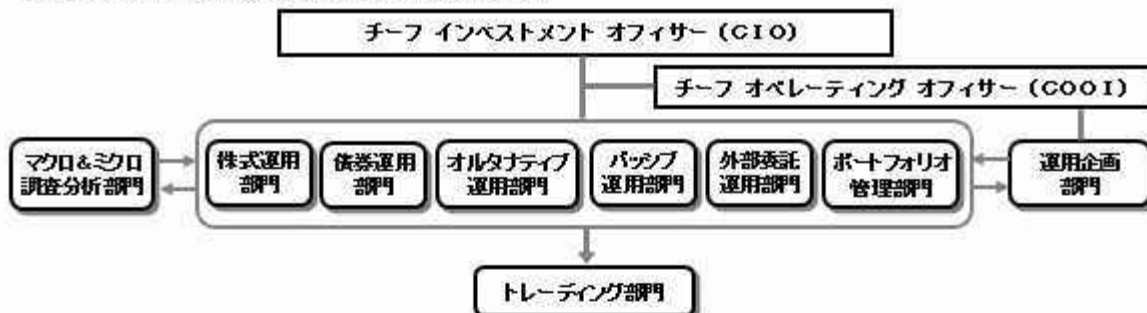 チーフ インベストメント オフィサー (CIO)
チーフ オペレーティング オフィサー (COOI)
マクロ&ミクロ
調査分析部門
株式運用
部門
債券運用
部門
オルタナティブ
運用部門
パッシブ
運用部門
外部委託
運用部門
ポートフォリオ
管理部門
運用企画
部門
トレーディング部門